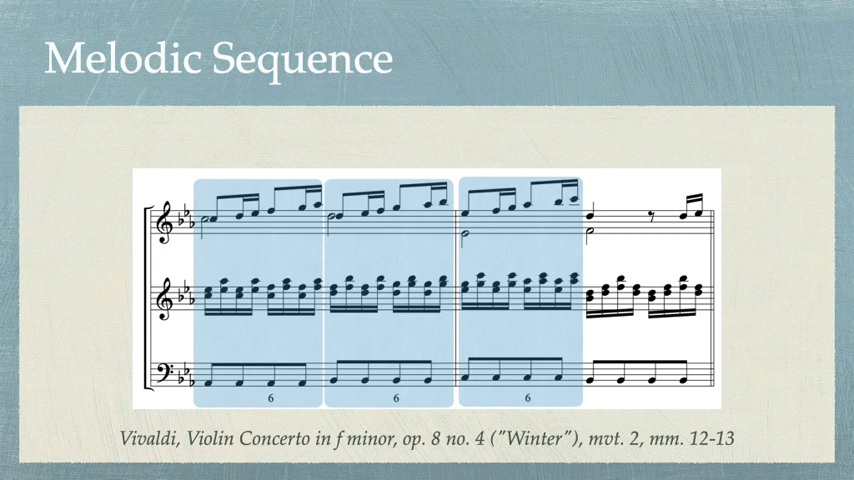 Melodic Sequence
6 6 6
Vivaldi, Violin Concerto in f minor, op. 8 no. 4 ("Winter"), mvt. 2, mm. 12-13